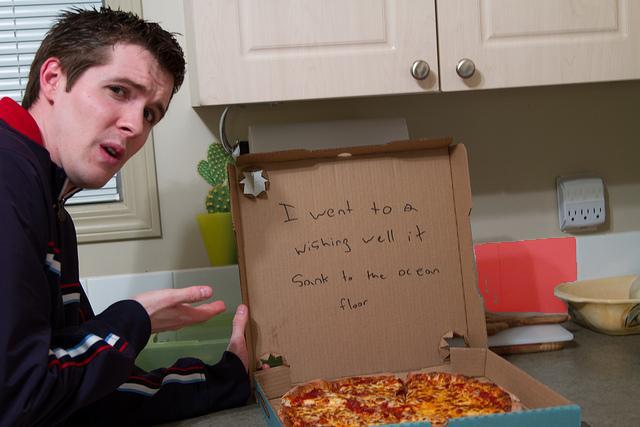 I went to a
wishing well it
Sank to the ocean
floor